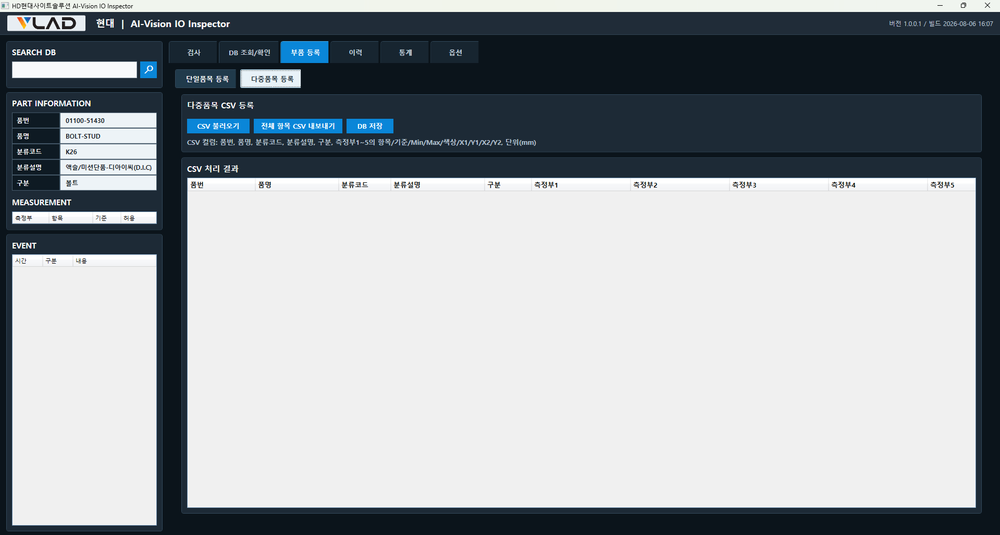 HD현대사이트솔루션 AI-Vision IO Inspector
VLAD 현대 | AI-Vision IO Inspector
버전 1.0.0.1 / 빌드 2026-08-06 16:07
SEARCH DB
PART INFORMATION
품번 01100-51430
품명 BOLT-STUD
분류코드 K26
분류설명 액슬/미션단품-디아이씨(D.I.C)
구분 볼트
MEASUREMENT
측정부 항목 기준 허용
EVENT
시간 구분 내용
검사 DB 조회/확인 부품 등록 이력 통계 옵션
단일품목 등록 다중품목 등록
다중품목 CSV 등록
CSV 불러오기 전체 항목 CSV 내보내기 DB 저장
CSV 컬럼: 품번, 품명, 분류코드, 분류설명, 구분, 측정부1~5의 항목/기준/Min/Max/색상/X1/Y1/X2/Y2, 단위(mm)
CSV 처리 결과
품번 품명 분류코드 분류설명 구분 측정부1 측정부2 측정부3 측정부4 측정부5